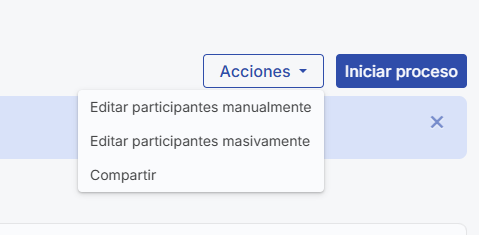 Acciones
Iniciar proceso
Editar participantes manualmente
Editar participantes masivamente
Compartir